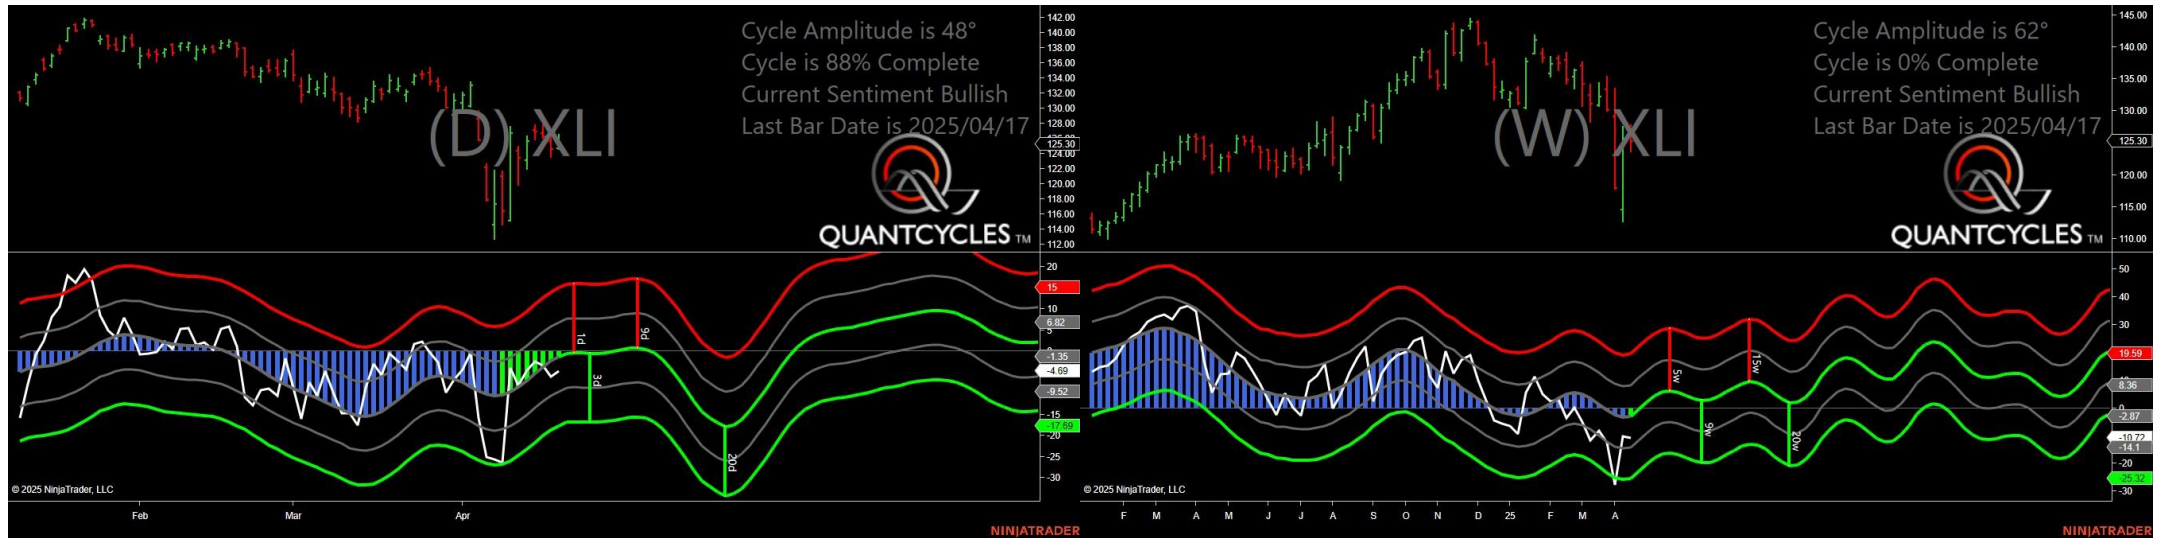 Cycle Amplitude is 48°
Cycle is 88% Complete
Current Sentiment Bullish
Last Bar Date is 2025/04/17
(D) XLI
QUANTCYCLES TM
142.00
140.00
138.00
136.00
134.00
132.00
130.00
128.00
125.30
124.00
122.00
120.00
118.00
116.00
114.00
112.00
20
15
10
6.82
5
-1.35
-4.69
-9.52
-15
-17.69
-20
-25
-30
1d
3d
9d
20d
© 2025 NinjaTrader, LLC
Feb Mar Apr
NINJATRADER
Cycle Amplitude is 62°
Cycle is 0% Complete
Current Sentiment Bullish
Last Bar Date is 2025/04/17
(W) XLI
QUANTCYCLES TM
145.00
140.00
135.00
130.00
125.30
120.00
115.00
110.00
50
40
30
19.59
8.36
-2.87
-10.72
-14.1
-20
-25.32
-30
5w
9w
15w
20w
© 2025 NinjaTrader, LLC
F M A M J J A S O N D 25 F M A
NINJATRADER